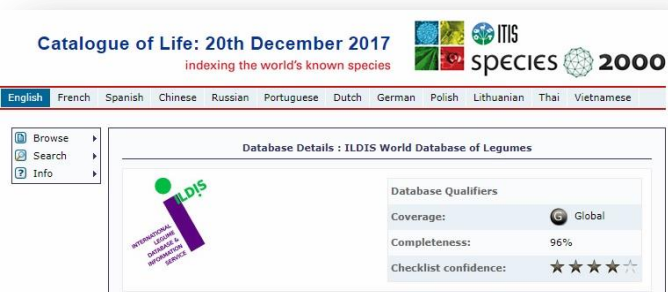 Catalogue of Life: 20th December 2017
indexing the world's known species
ITIS
species 2000
English French Spanish Chinese Russian Portuguese Dutch German Polish Lithuanian Thai Vietnamese
Browse
Search
Info
Database Details : ILDIS World Database of Legumes
ILDIS
INTERNATIONAL
LEGUME
DATABASE &
INFORMATION
SERVICE
Database Qualifiers
Coverage: G Global
Completeness: 96%
Checklist confidence: